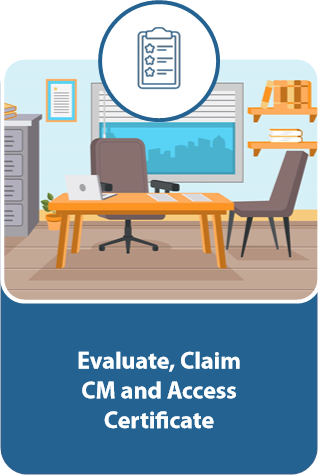 Evaluate, Claim
CM and Access
Certificate